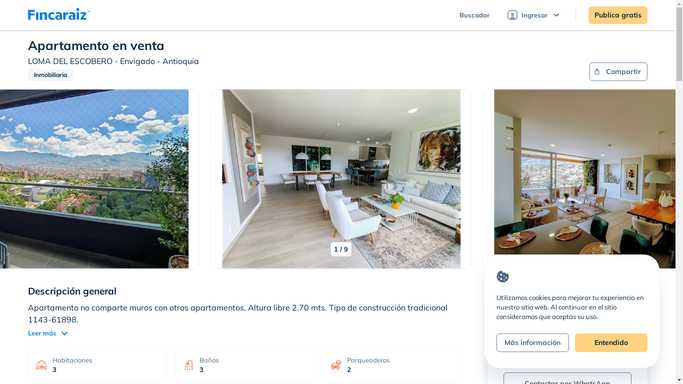 Fincaraiz
Buscador
Ingresar
Publica gratis
Apartamento en venta
LOMA DEL ESCOBERO - Envigado - Antioquia
Inmobiliaria
Compartir
1 / 9
Descripción general
Apartamento no comparte muros con otros apartamentos, Altura libre 2.70 mts. Tipo de construcción tradicional
1143-61898.
Leer más
Habitaciones
3
Baños
3
Parqueaderos
2
Utilizamos cookies para mejorar tu experiencia en
nuestro sitio web. Al continuar en el sitio
consideramos que aceptas su uso.
Más información
Entendido
Contactar por WhatsApp